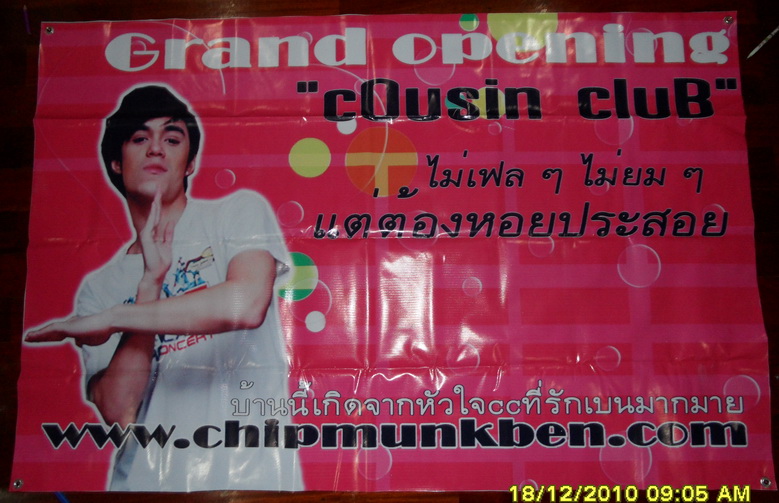 Grand opening
"cOusin cluB"
ไม่เฟล ๆ ไม่ยม ๆ
แต่ต้องหอยประสอย
บ้านนี้เกิดจากหัวใจccที่รักเบนมากมาย
www.chipmunkben.com
18/12/2010 09:05 AM